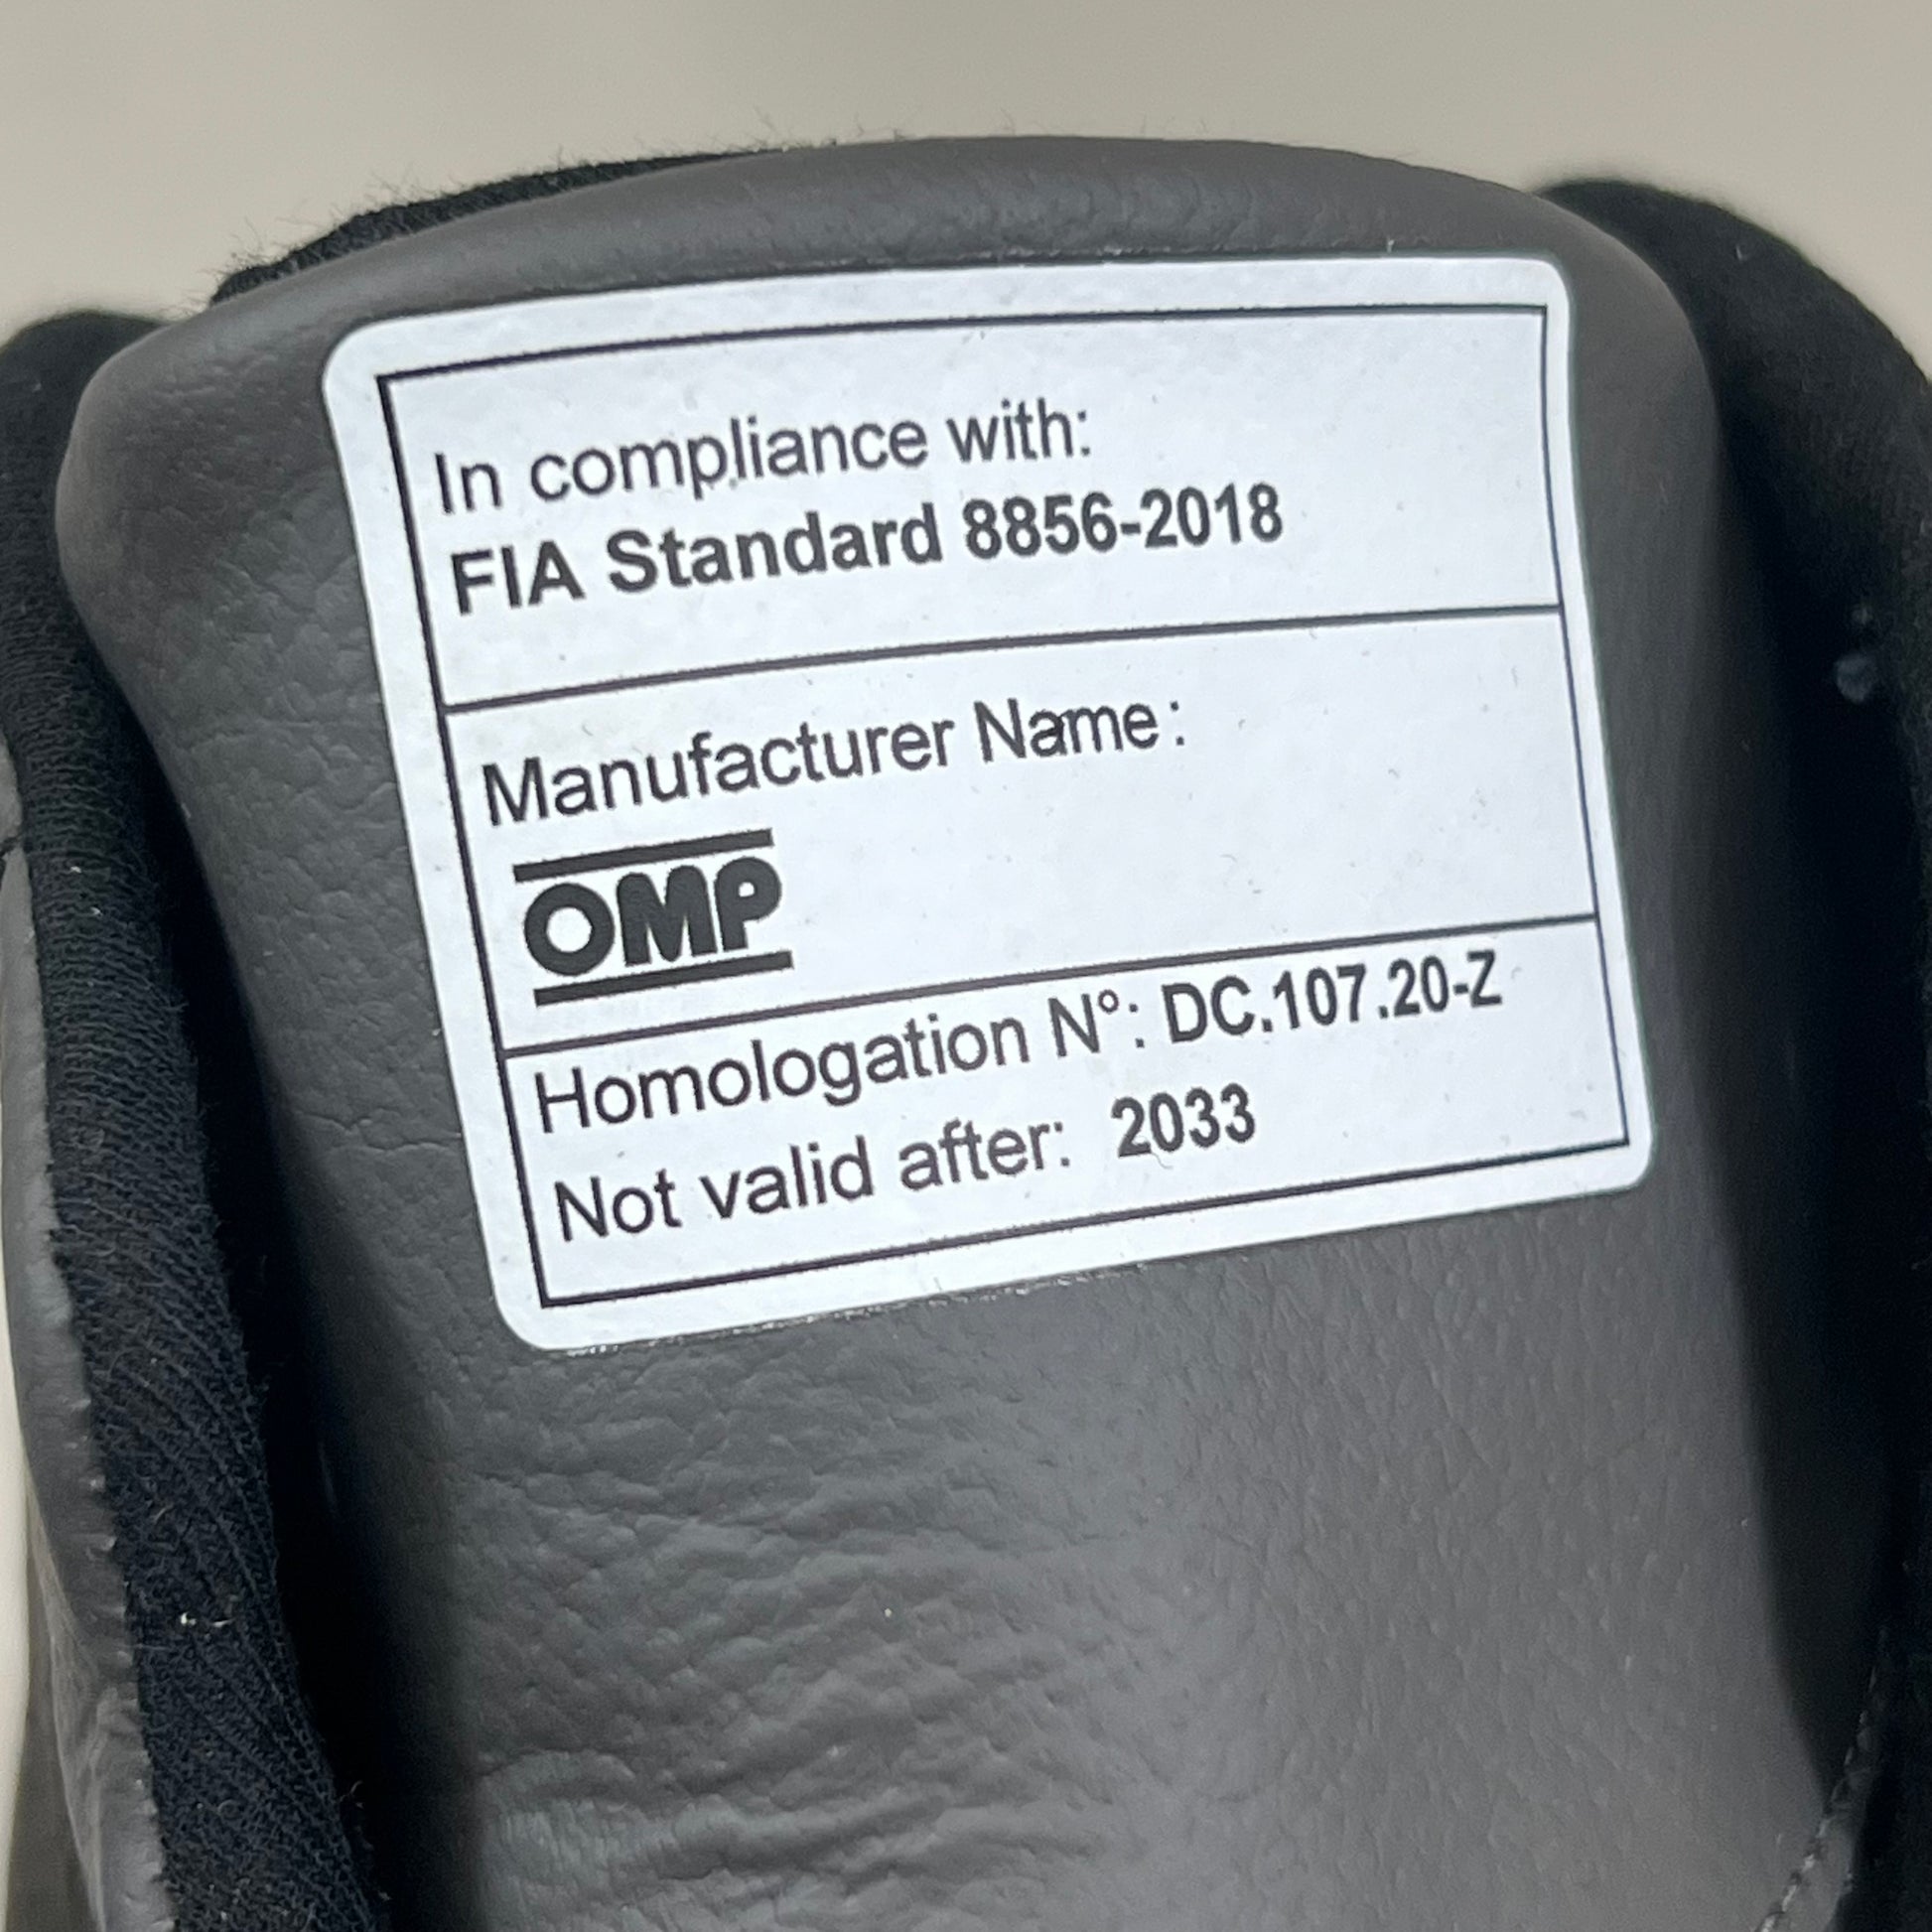 In compliance with:
FIA Standard 8856-2018
Manufacturer Name:
OMP
Homologation N°: DC.107.20-Z
Not valid after: 2033